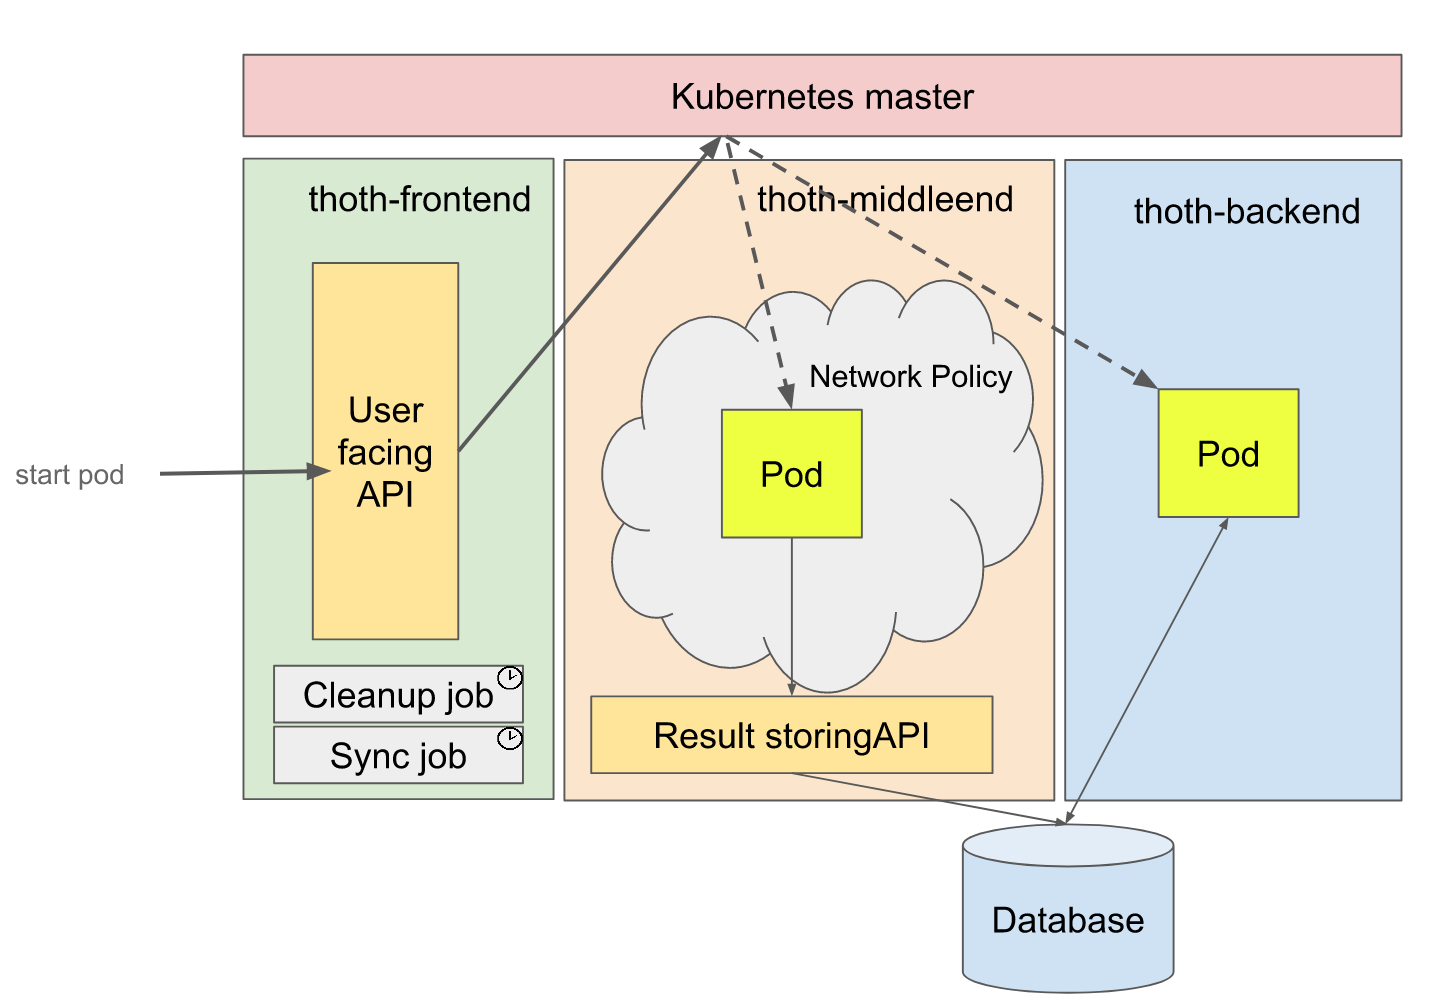 Kubernetes master
thoth-frontend
thoth-middleend
thoth-backend
Network Policy
User
facing
API
Pod
Pod
start pod
Cleanup job
Sync job
Result storingAPI
Database